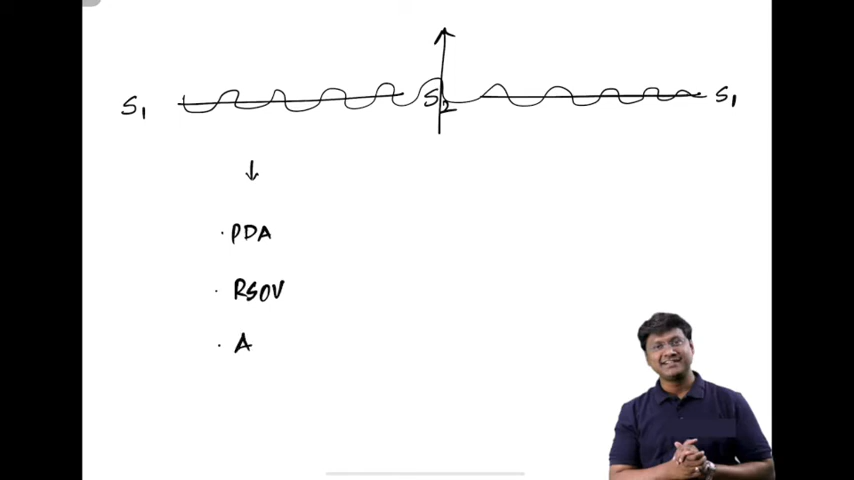 S₁ S₂ S₁
· PDA
· RSOV
· A